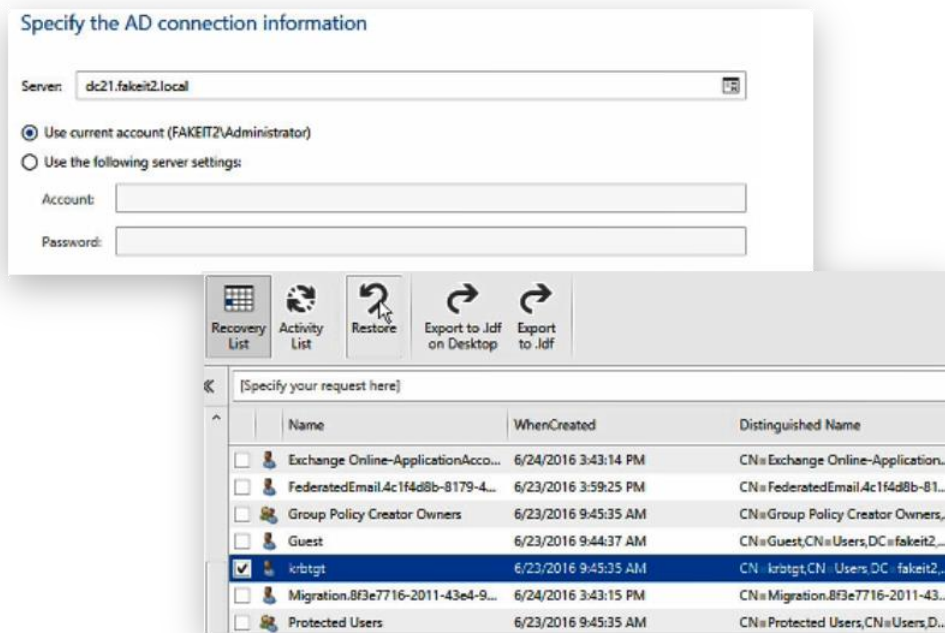 Specify the AD connection information
Server: dc21.fakeit2.local
Use current account (FAKEIT2\Administrator)
Use the following server settings:
Account:
Password:
Recovery List
Activity List
Restore
Export to .ldf on Desktop
Export to .ldf
[Specify your request here]
Name WhenCreated Distinguished Name
Exchange Online-ApplicationAcco... 6/24/2016 3:43:14 PM CN=Exchange Online-Application...
FederatedEmail.4c1f4d8b-8179-4... 6/23/2016 3:59:25 PM CN=FederatedEmail.4c1f4d8b-81...
Group Policy Creator Owners 6/23/2016 9:45:35 AM CN=Group Policy Creator Owners,...
Guest 6/23/2016 9:44:37 AM CN=Guest,CN=Users,DC=fakeit2,...
krbtgt 6/23/2016 9:45:35 AM CN=krbtgt,CN=Users,DC=fakeit2,...
Migration.8f3e7716-2011-43e4-9... 6/24/2016 3:43:15 PM CN=Migration.8f3e7716-2011-43...
Protected Users 6/23/2016 9:45:35 AM CN=Protected Users,CN=Users,D...